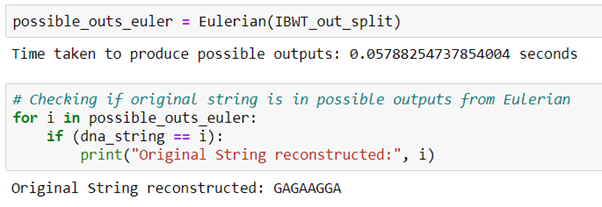 possible_outs_euler = Eulerian(IBWT_out_split)
Time taken to produce possible outputs: 0.05788254737854004 seconds
# Checking if original string is in possible outputs from Eulerian
for i in possible_outs_euler:
    if (dna_string == i):
        print("Original String reconstructed:", i)
Original String reconstructed: GAGAAGGA